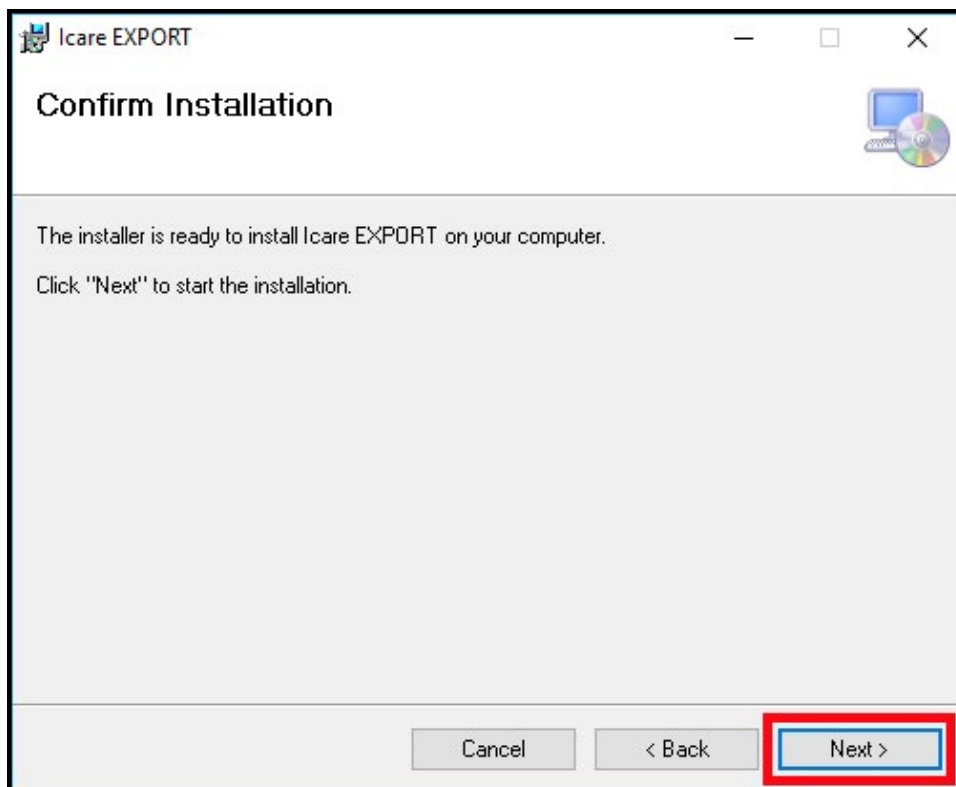 Icare EXPORT
Confirm Installation
The installer is ready to install Icare EXPORT on your computer.
Click "Next" to start the installation.
Cancel
< Back
Next >